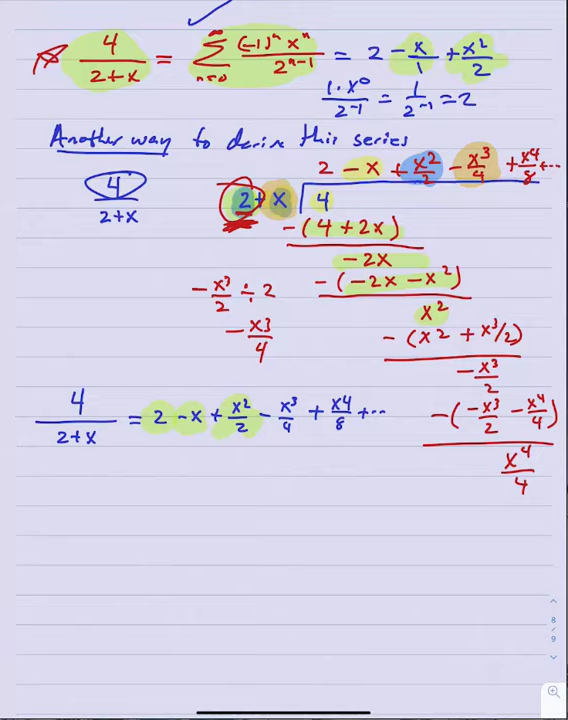 4/(2+x) = ∞ Σ n=0 (-1)^n x^n / 2^(n-1) = 2 - x/1 + x²/2
1·x⁰/2^-1 = 1/2^-1 = 2
Another way to derive this series
2 - x + x²/2 - x³/4 + x⁴/8 + ...
4/(2+x)
2 + x 4
-(4 + 2x)
- 2x
-(-2x - x²)
x²
- x³/2 ÷ 2
- (x² + x³/2)
- x³/4
- x³/2
4/(2+x) = 2 - x + x²/2 - x³/4 + x⁴/8 + ...
-(-x³/2 - x⁴/4)
x⁴/4
8
9